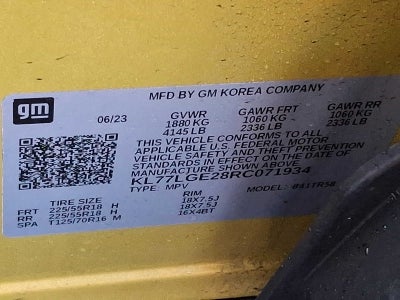 gm
MFD BY GM KOREA COMPANY
06/23 GVWR GAWR FRT GAWR RR
1880 KG 1060 KG 1060 KG
4145 LB 2336 LB 2336 LB
THIS VEHICLE CONFORMS TO ALL
APPLICABLE U.S. FEDERAL MOTOR
VEHICLE SAFETY AND THEFT PREVENTION
STANDARDS IN EFFECT ON THE DATE OF
MANUFACTURE SHOWN ABOVE.
KL77LGE28RC071934
TYPE: MPV MODEL:
TIRE SIZE RIM
FRT 225/55R18 H 18X7.5J
RR 225/55R18 H 18X7.5J
SPA T125/70R16 M 16X4BT